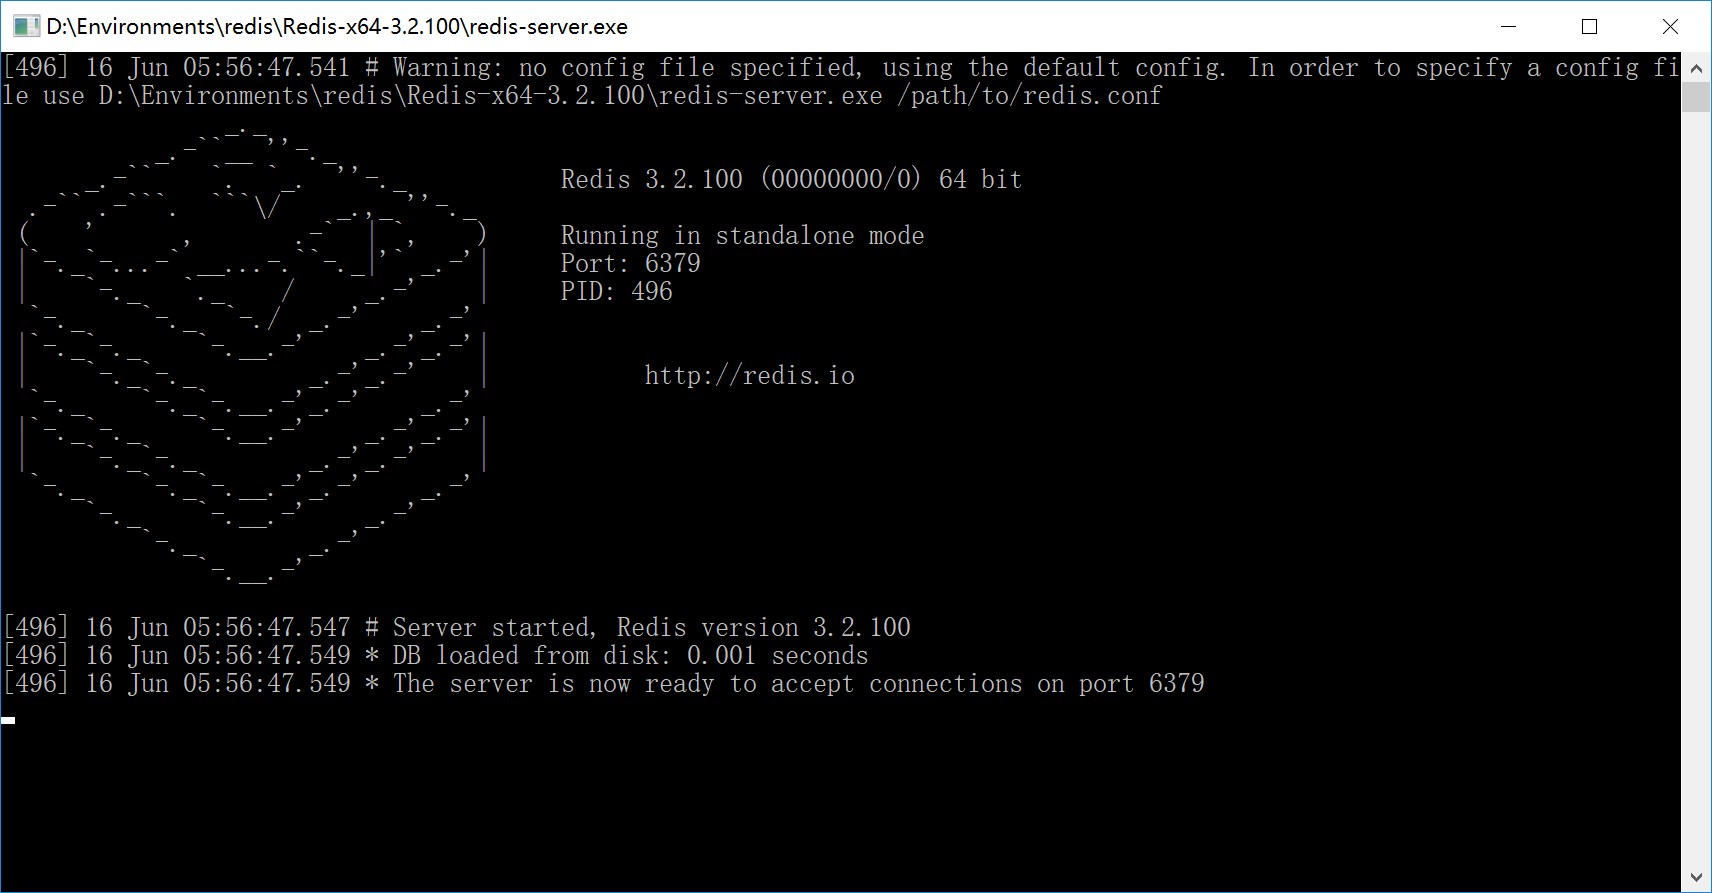 D:\Environments\redis\Redis-x64-3.2.100\redis-server.exe
[496] 16 Jun 05:56:47.541 # Warning: no config file specified, using the default config. In order to specify a config fi
le use D:\Environments\redis\Redis-x64-3.2.100\redis-server.exe /path/to/redis.conf
Redis 3.2.100 (00000000/0) 64 bit
Running in standalone mode
Port: 6379
PID: 496
http://redis.io
[496] 16 Jun 05:56:47.547 # Server started, Redis version 3.2.100
[496] 16 Jun 05:56:47.549 * DB loaded from disk: 0.001 seconds
[496] 16 Jun 05:56:47.549 * The server is now ready to accept connections on port 6379